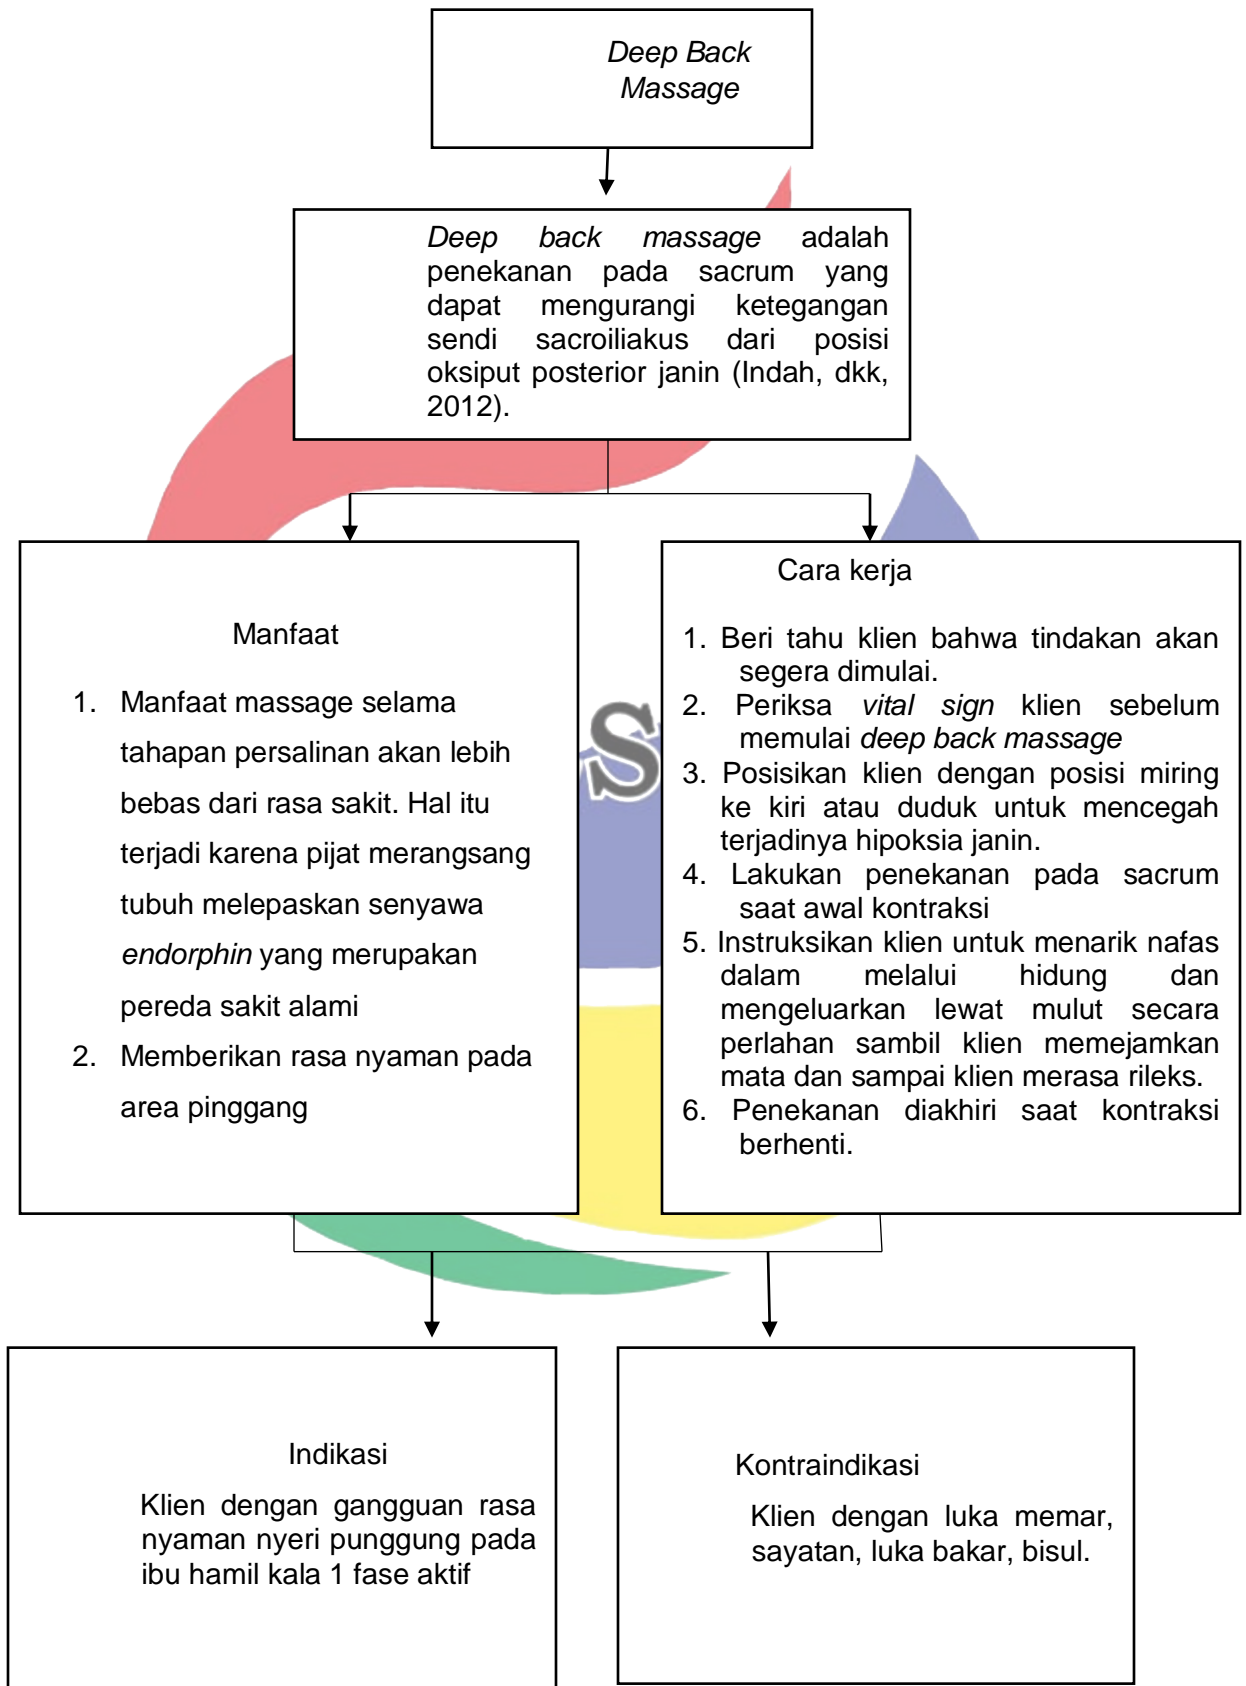 Deep Back
Massage
Deep back massage adalah
penekanan pada sacrum yang
dapat mengurangi ketegangan
sendi sacroiliakus dari posisi
oksiput posterior janin (Indah, dkk,
2012).
Manfaat
1. Manfaat massage selama
tahapan persalinan akan lebih
bebas dari rasa sakit. Hal itu
terjadi karena pijat merangsang
tubuh melepaskan senyawa
endorphin yang merupakan
pereda sakit alami
2. Memberikan rasa nyaman pada
area pinggang
S
Cara kerja
1. Beri tahu klien bahwa tindakan akan
segera dimulai.
2. Periksa vital sign klien sebelum
memulai deep back massage
3. Posisikan klien dengan posisi miring
ke kiri atau duduk untuk mencegah
terjadinya hipoksia janin.
4. Lakukan penekanan pada sacrum
saat awal kontraksi
5. Instruksikan klien untuk menarik nafas
dalam melalui hidung dan
mengeluarkan lewat mulut secara
perlahan sambil klien memejamkan
mata dan sampai klien merasa rileks.
6. Penekanan diakhiri saat kontraksi
berhenti.
Indikasi
Klien dengan gangguan rasa
nyaman nyeri punggung pada
ibu hamil kala 1 fase aktif
Kontraindikasi
Klien dengan luka memar,
sayatan, luka bakar, bisul.